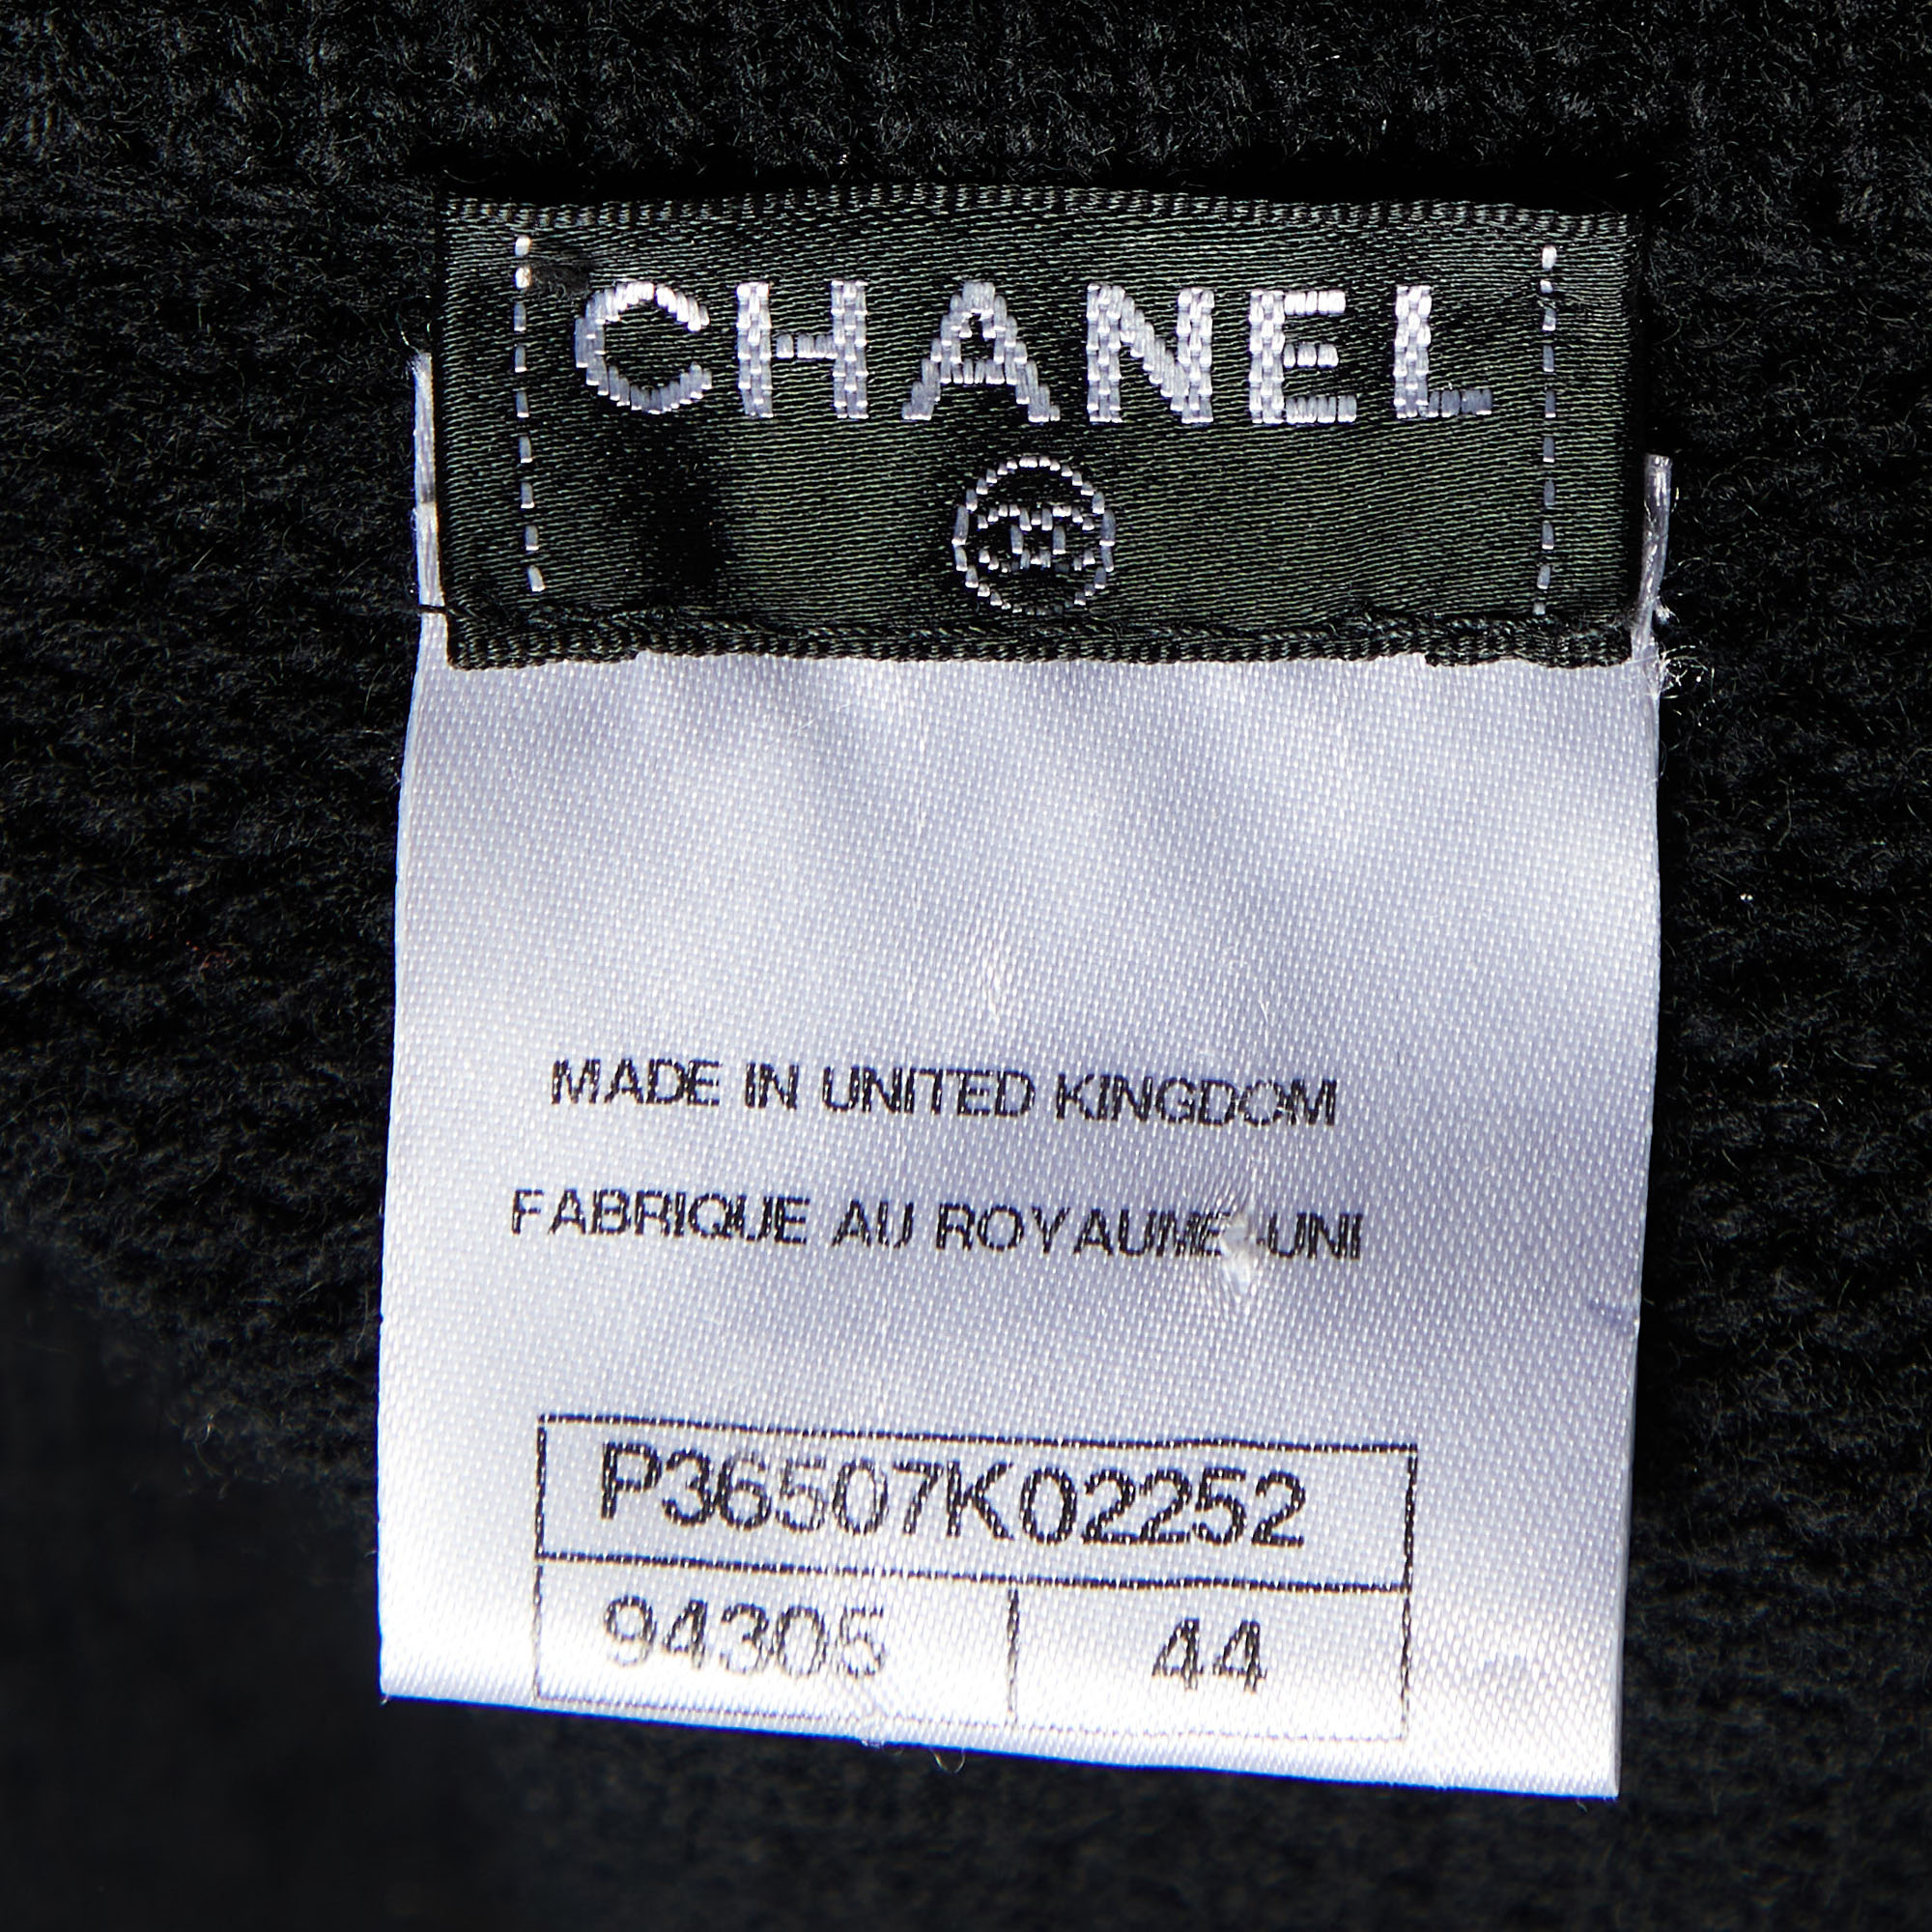 CHANEL
MADE IN UNITED KINGDOM
FABRIQUE AU ROYAUME-UNI
P36507K02252
94305 44